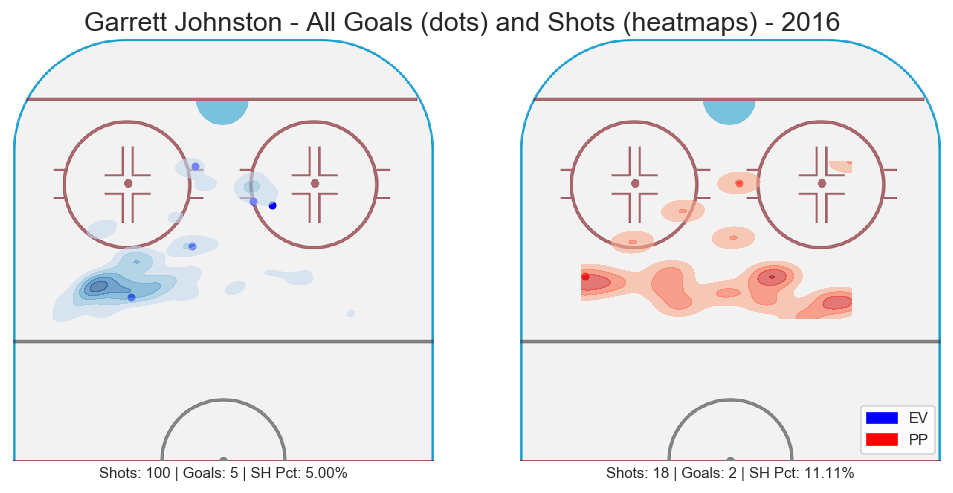 Garrett Johnston - All Goals (dots) and Shots (heatmaps) - 2016
EV
PP
Shots: 100 | Goals: 5 | SH Pct: 5.00%
Shots: 18 | Goals: 2 | SH Pct: 11.11%